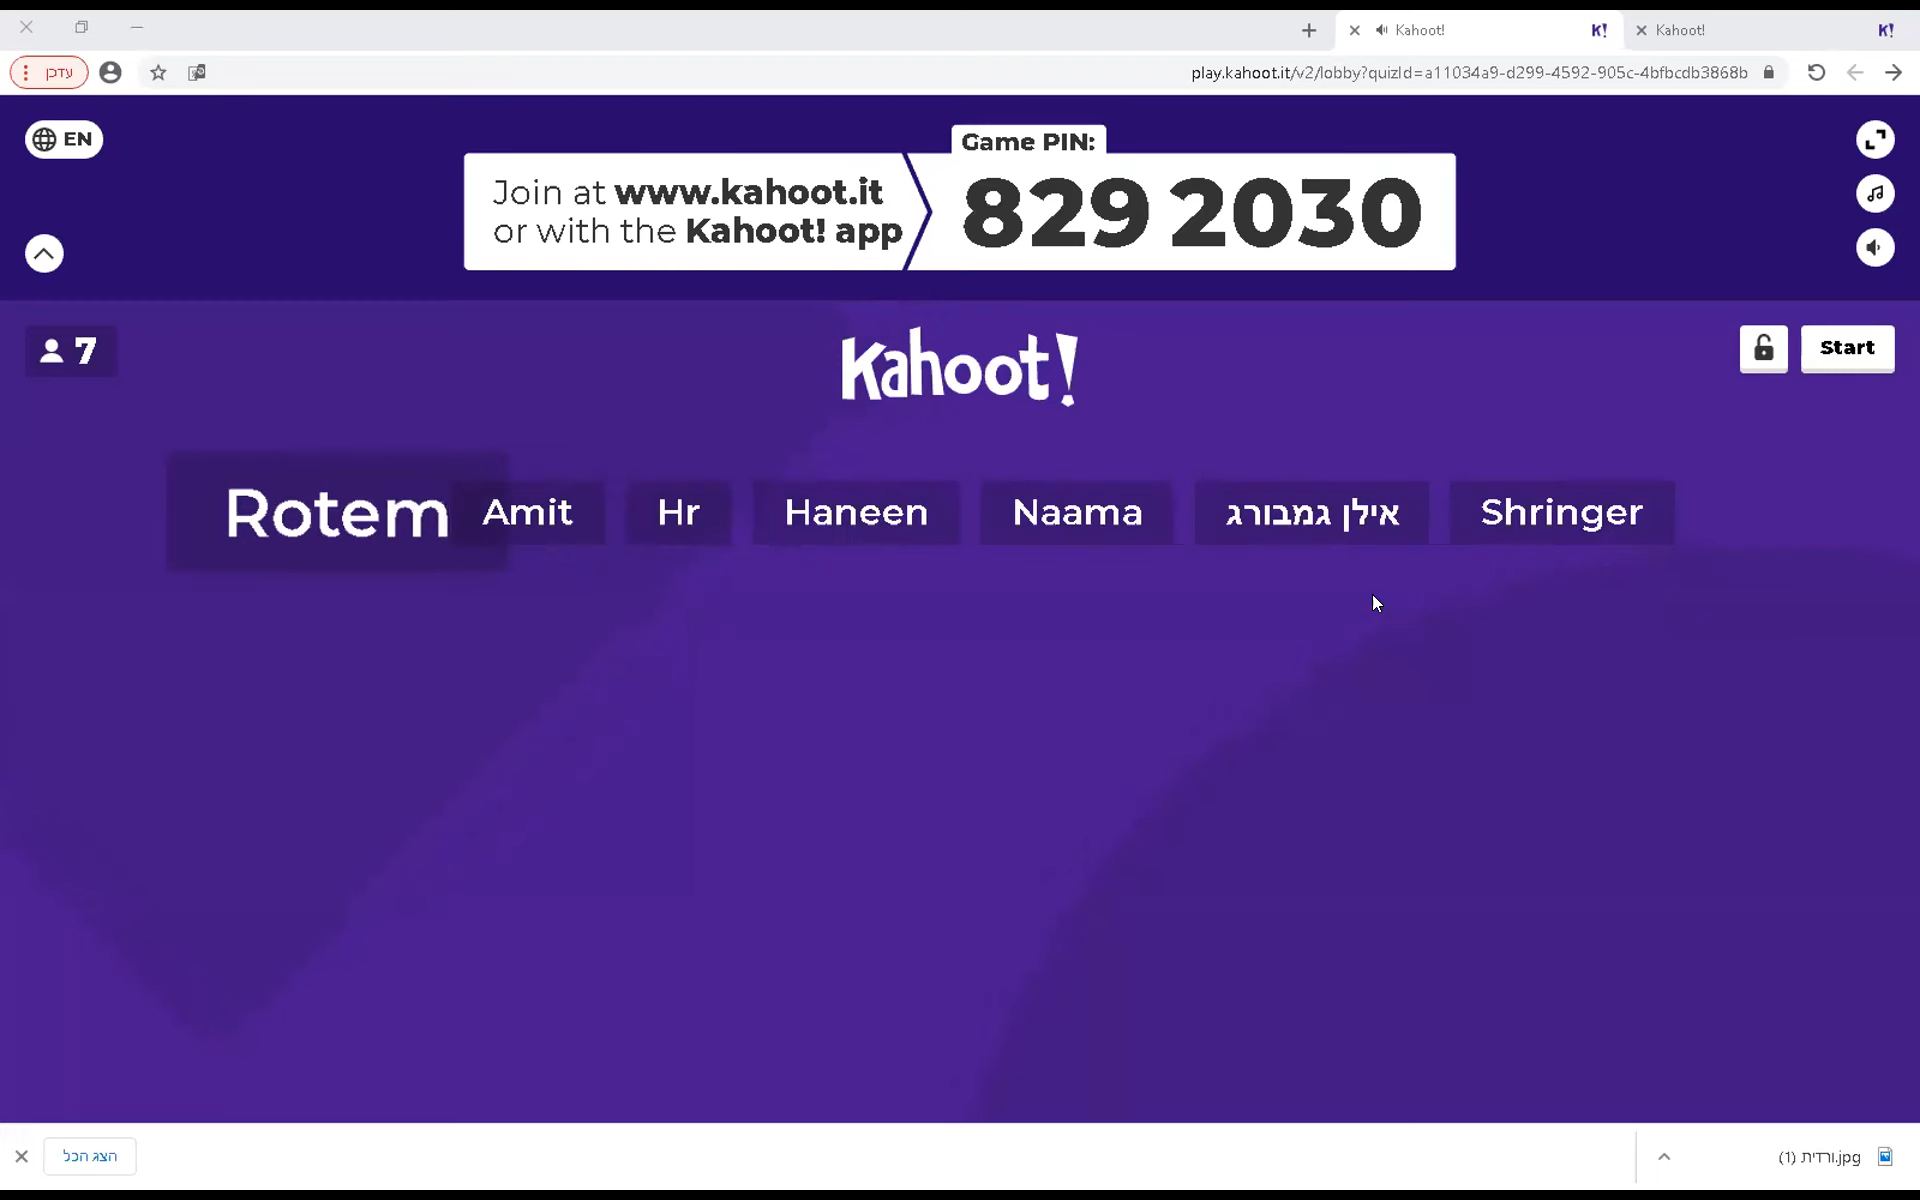 Kahoot!
Kahoot!
עדכן
play.kahoot.it/v2/lobby?quizId=a11034a9-d299-4592-905c-4bfbcdb3868b
EN
Game PIN:
Join at www.kahoot.it
or with the Kahoot! app
829 2030
7
Kahoot!
Start
Rotem
Amit
Hr
Haneen
Naama
אילן גמבורג
Shringer
הצג הכל
ורדית (1).jpg